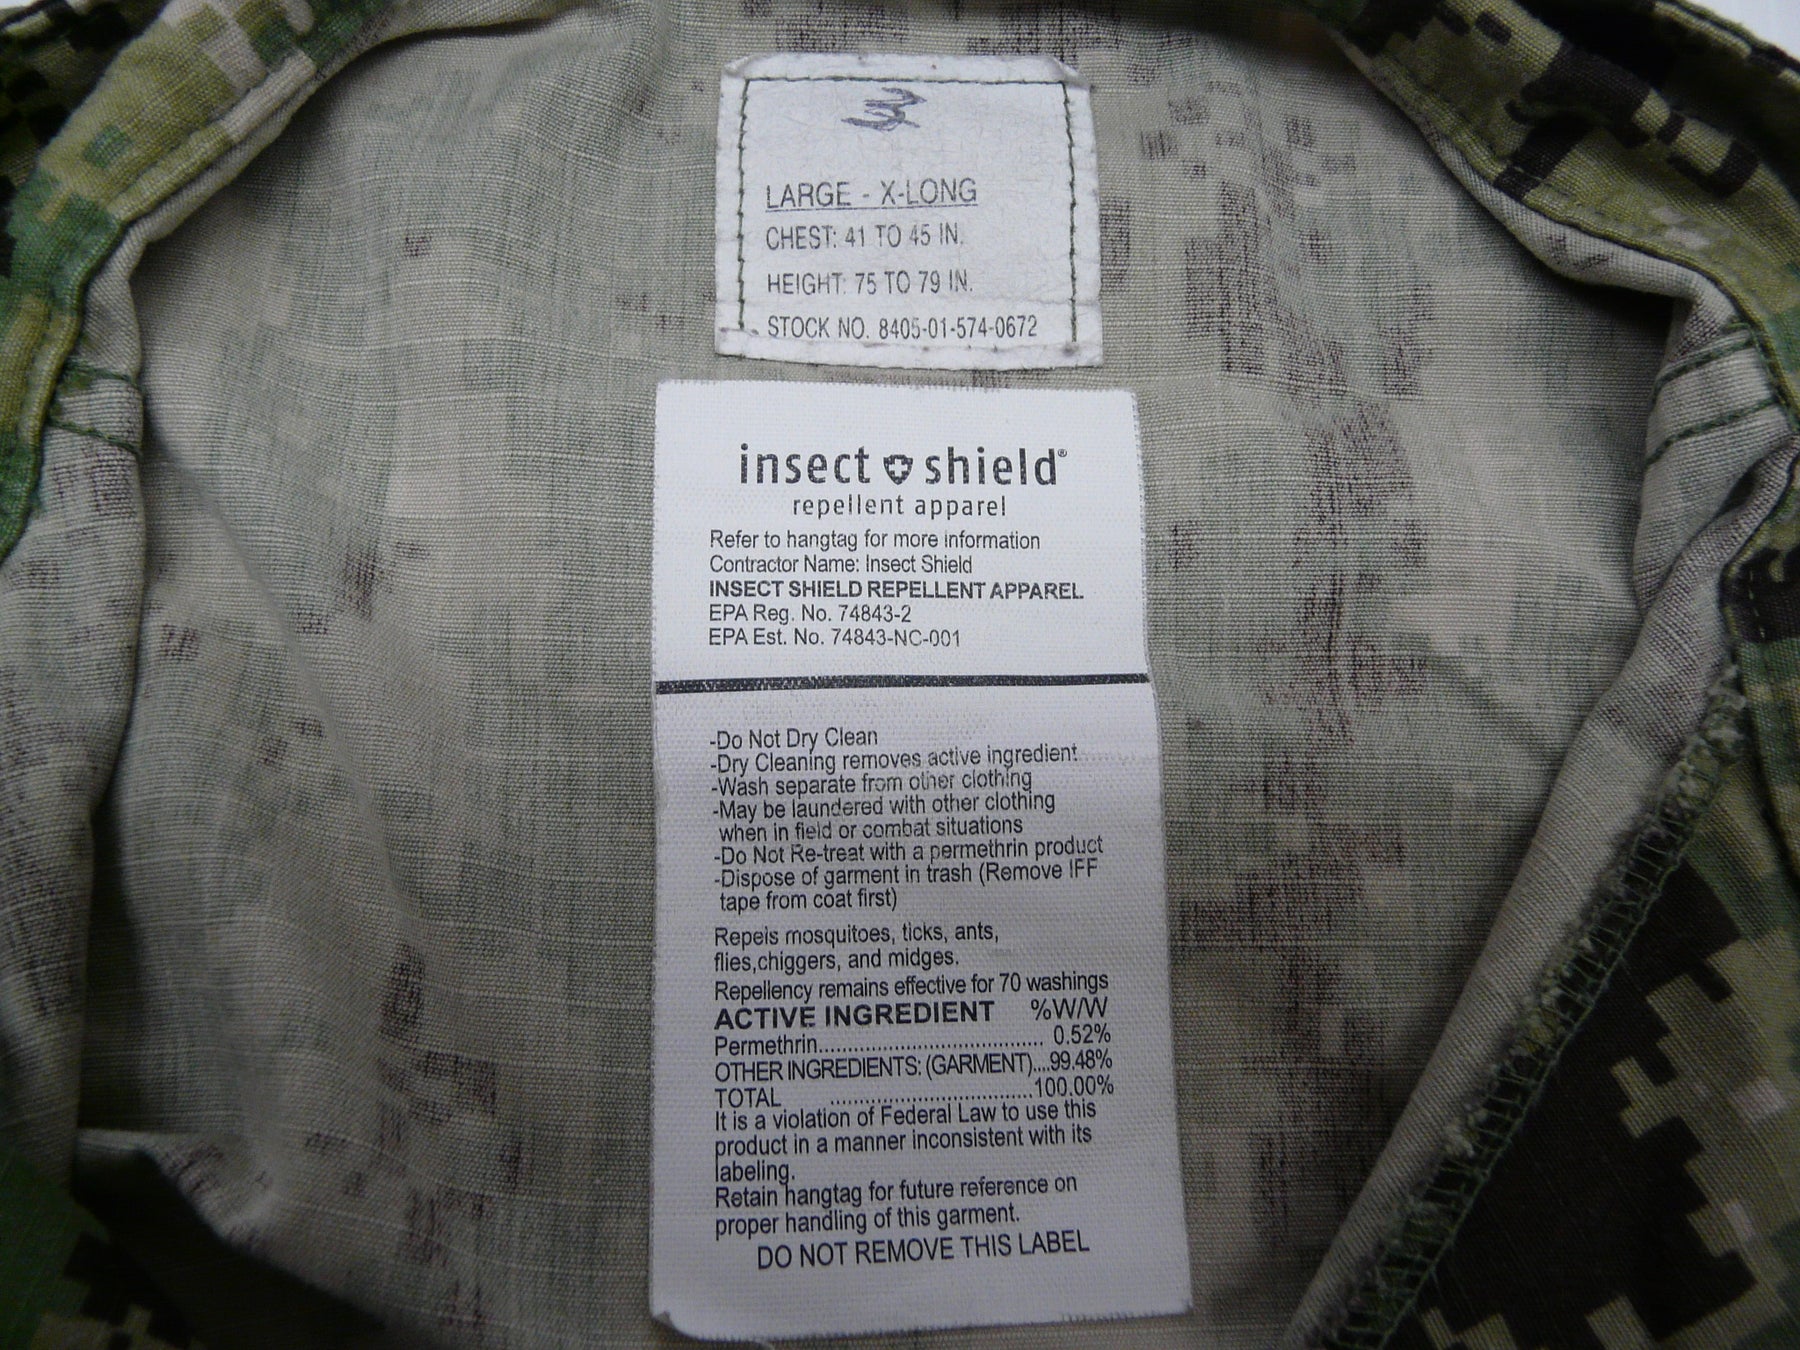 LARGE - X-LONG
CHEST: 41 TO 45 IN.
HEIGHT: 75 TO 79 IN.
STOCK NO. 8405-01-574-0672
insect shield®
repellent apparel
Refer to hangtag for more information
Contractor Name: Insect Shield
INSECT SHIELD REPELLENT APPAREL
EPA Reg. No. 74843-2
EPA Est. No. 74843-NC-001
-Do Not Dry Clean
-Dry Cleaning removes active ingredient
-Wash separate from other clothing
-May be laundered with other clothing
when in field or combat situations
-Do Not Re-treat with a permethrin product
-Dispose of garment in trash (Remove IFF
tape from coat first)
Repels mosquitoes, ticks, ants,
flies,chiggers, and midges.
Repellency remains effective for 70 washings
ACTIVE INGREDIENT %W/W
Permethrin...................................... 0.52%
OTHER INGREDIENTS: (GARMENT)....99.48%
TOTAL ..................................100.00%
It is a violation of Federal Law to use this
product in a manner inconsistent with its
labeling.
Retain hangtag for future reference on
proper handling of this garment.
DO NOT REMOVE THIS LABEL